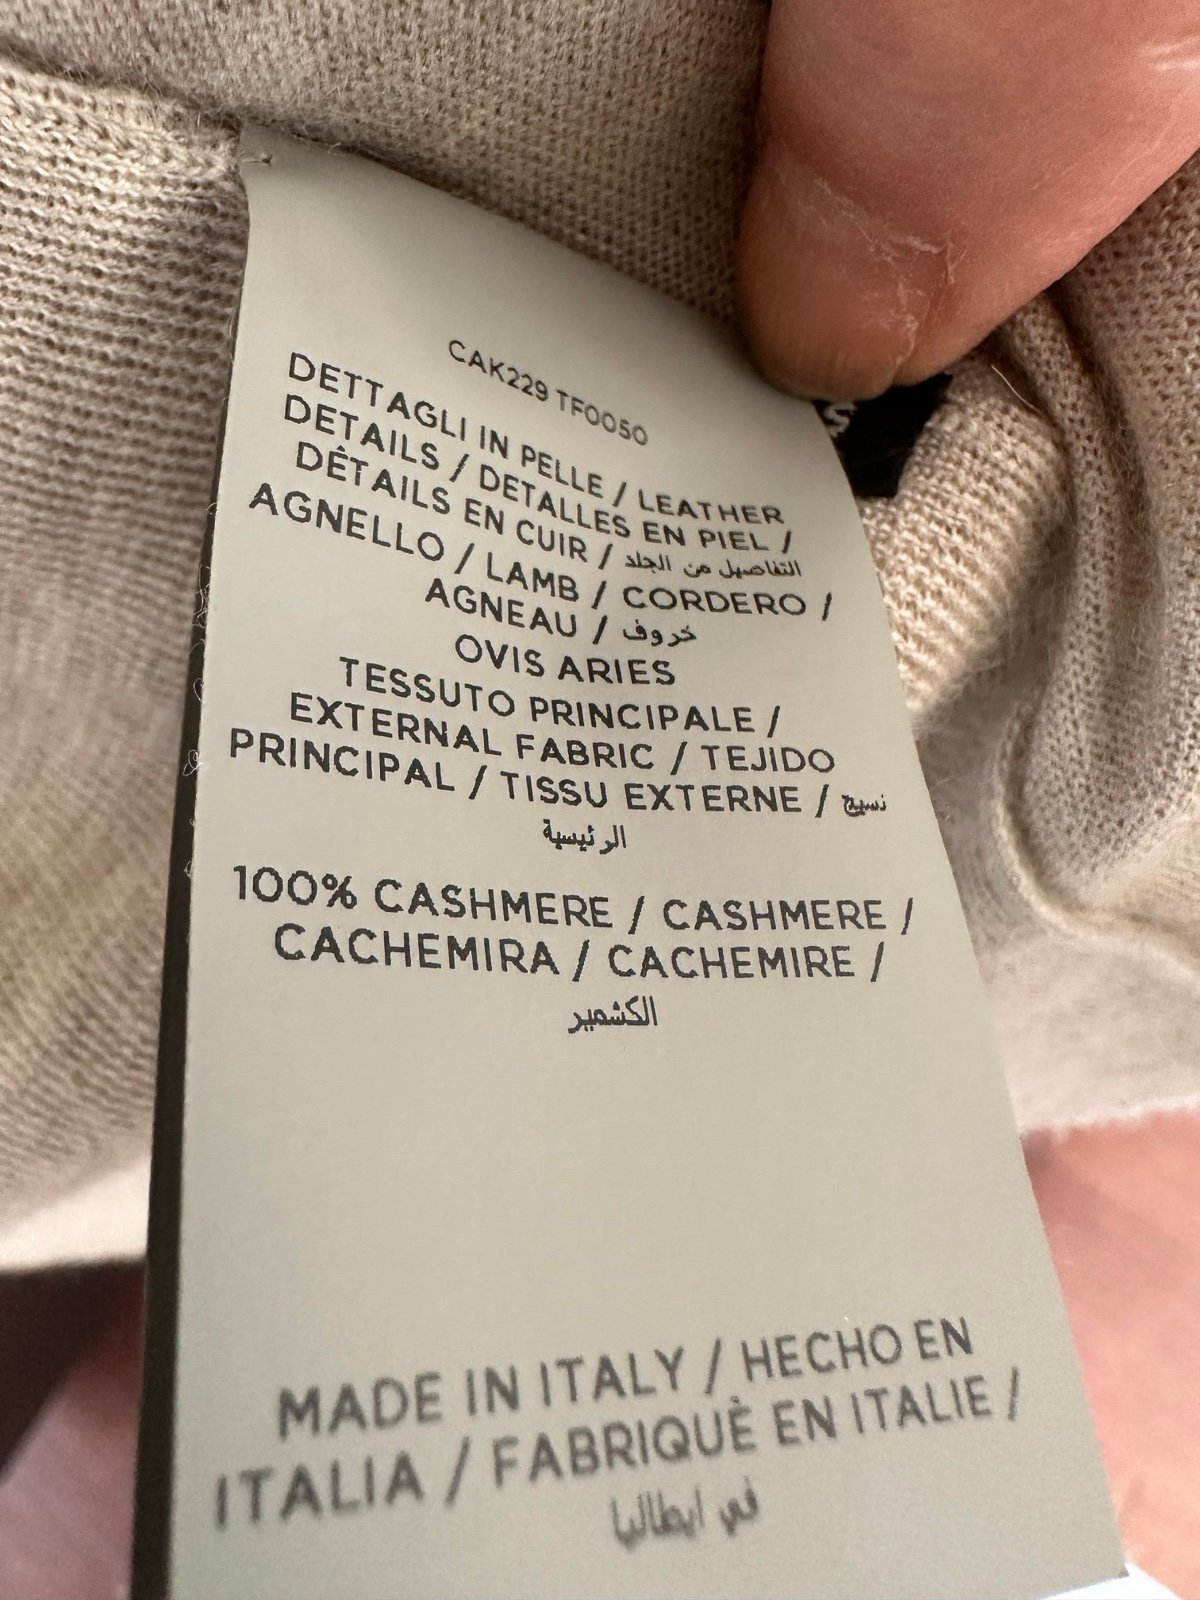 CAK229 TF0050
DETTAGLI IN PELLE / LEATHER
DETAILS / DETALLES EN PIEL /
DÉTAILS EN CUIR / التفاصيل من الجلد
AGNELLO / LAMB / CORDERO /
AGNEAU / خروف
OVIS ARIES
TESSUTO PRINCIPALE /
EXTERNAL FABRIC / TEJIDO
PRINCIPAL / TISSU EXTERNE / نسيج
الرئيسية
100% CASHMERE / CASHMERE /
CACHEMIRA / CACHEMIRE /
الكشمير
MADE IN ITALY / HECHO EN
ITALIA / FABRIQUÈ EN ITALIE /
في ايطاليا